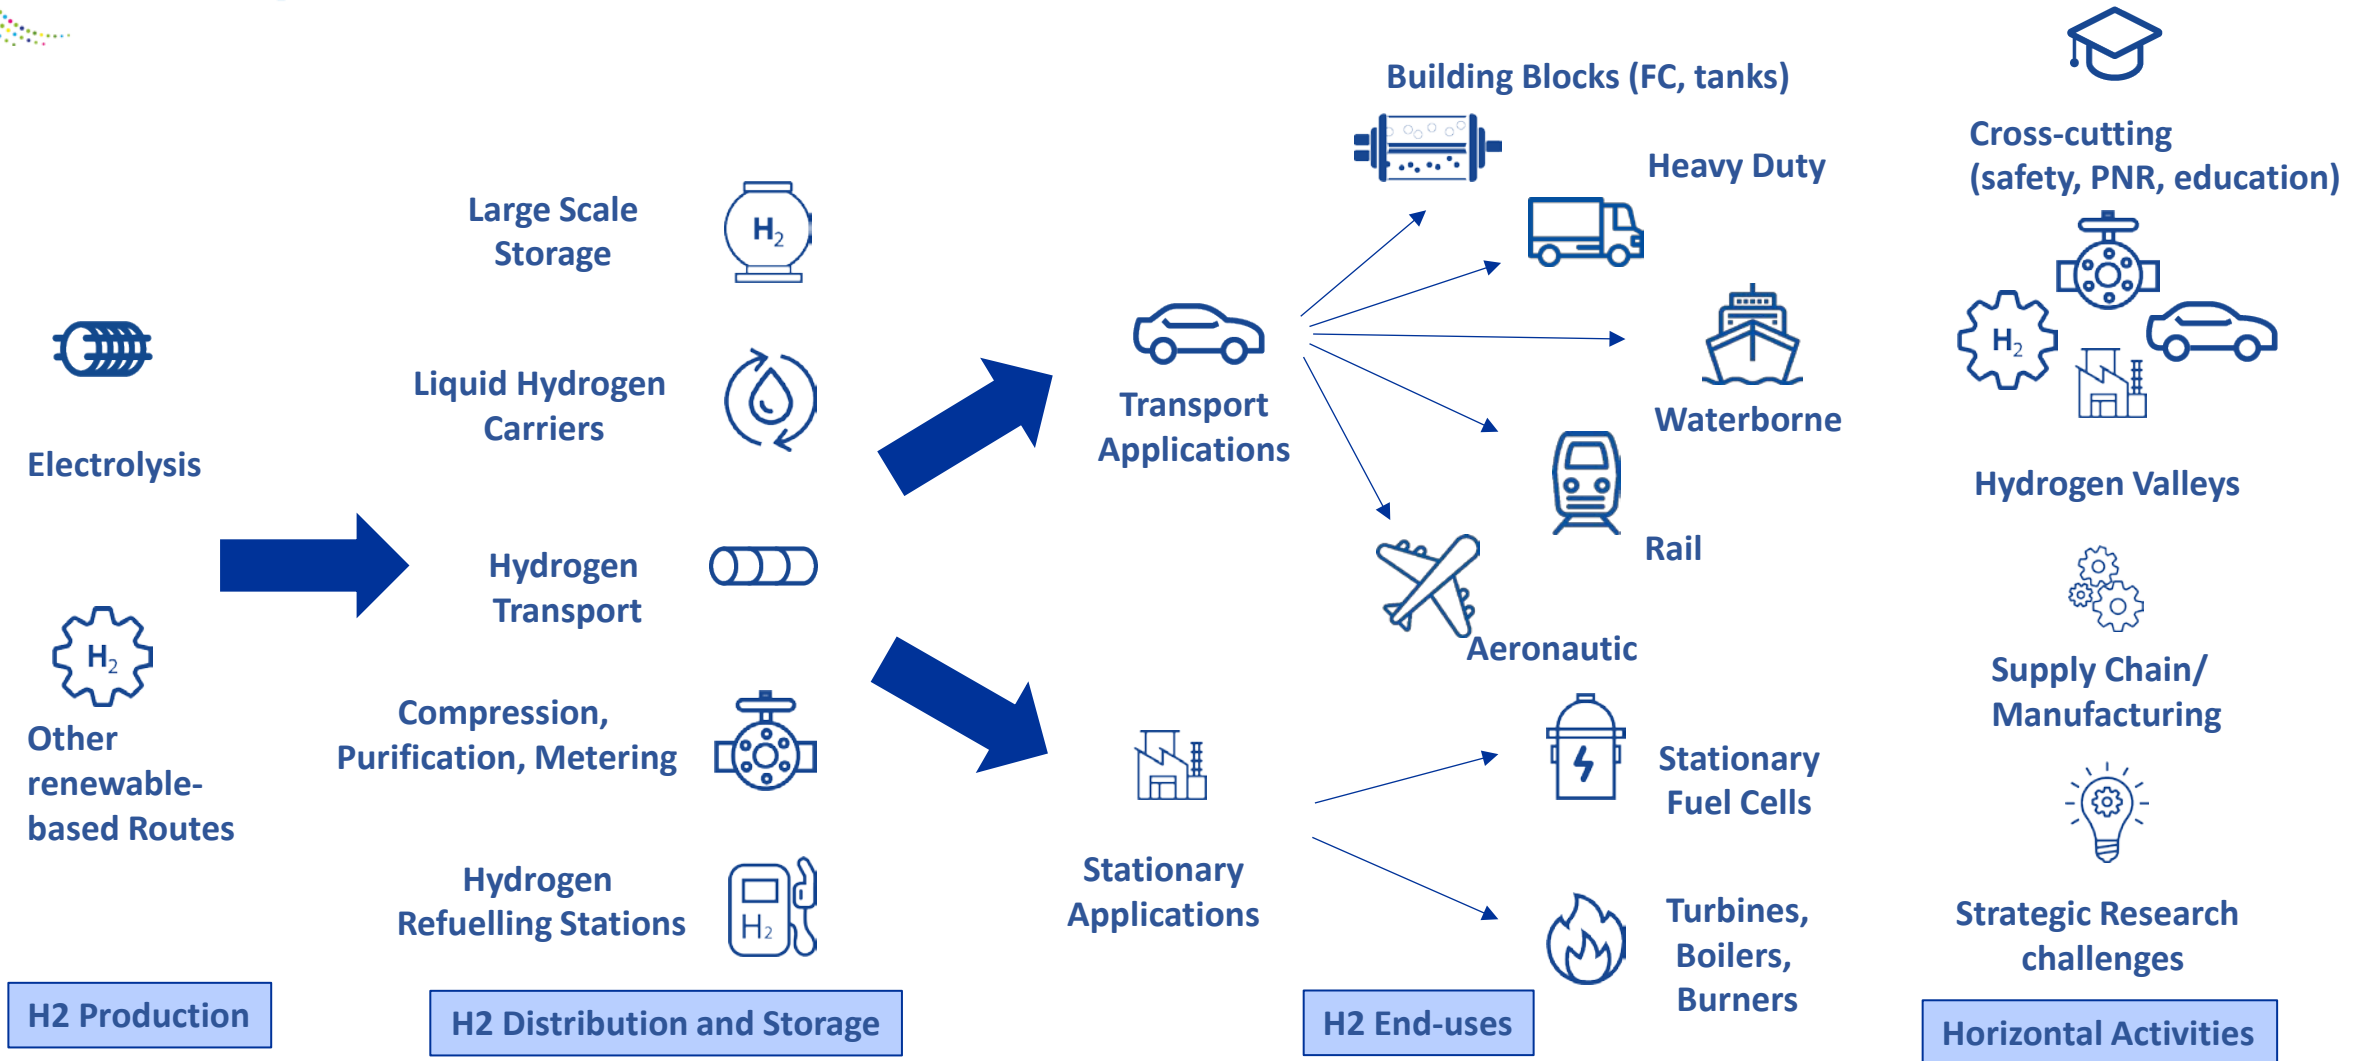 Electrolysis
H₂
Other
renewable-
based Routes
H2 Production
Large Scale
Storage
H₂
Liquid Hydrogen
Carriers
Hydrogen
Transport
Compression,
Purification, Metering
Hydrogen
Refuelling Stations
H₂
H2 Distribution and Storage
Transport
Applications
Stationary
Applications
Building Blocks (FC, tanks)
Heavy Duty
Waterborne
Rail
Aeronautic
Stationary
Fuel Cells
Turbines,
Boilers,
Burners
H2 End-uses
Cross-cutting
(safety, PNR, education)
H₂
Hydrogen Valleys
Supply Chain/
Manufacturing
Strategic Research
challenges
Horizontal Activities